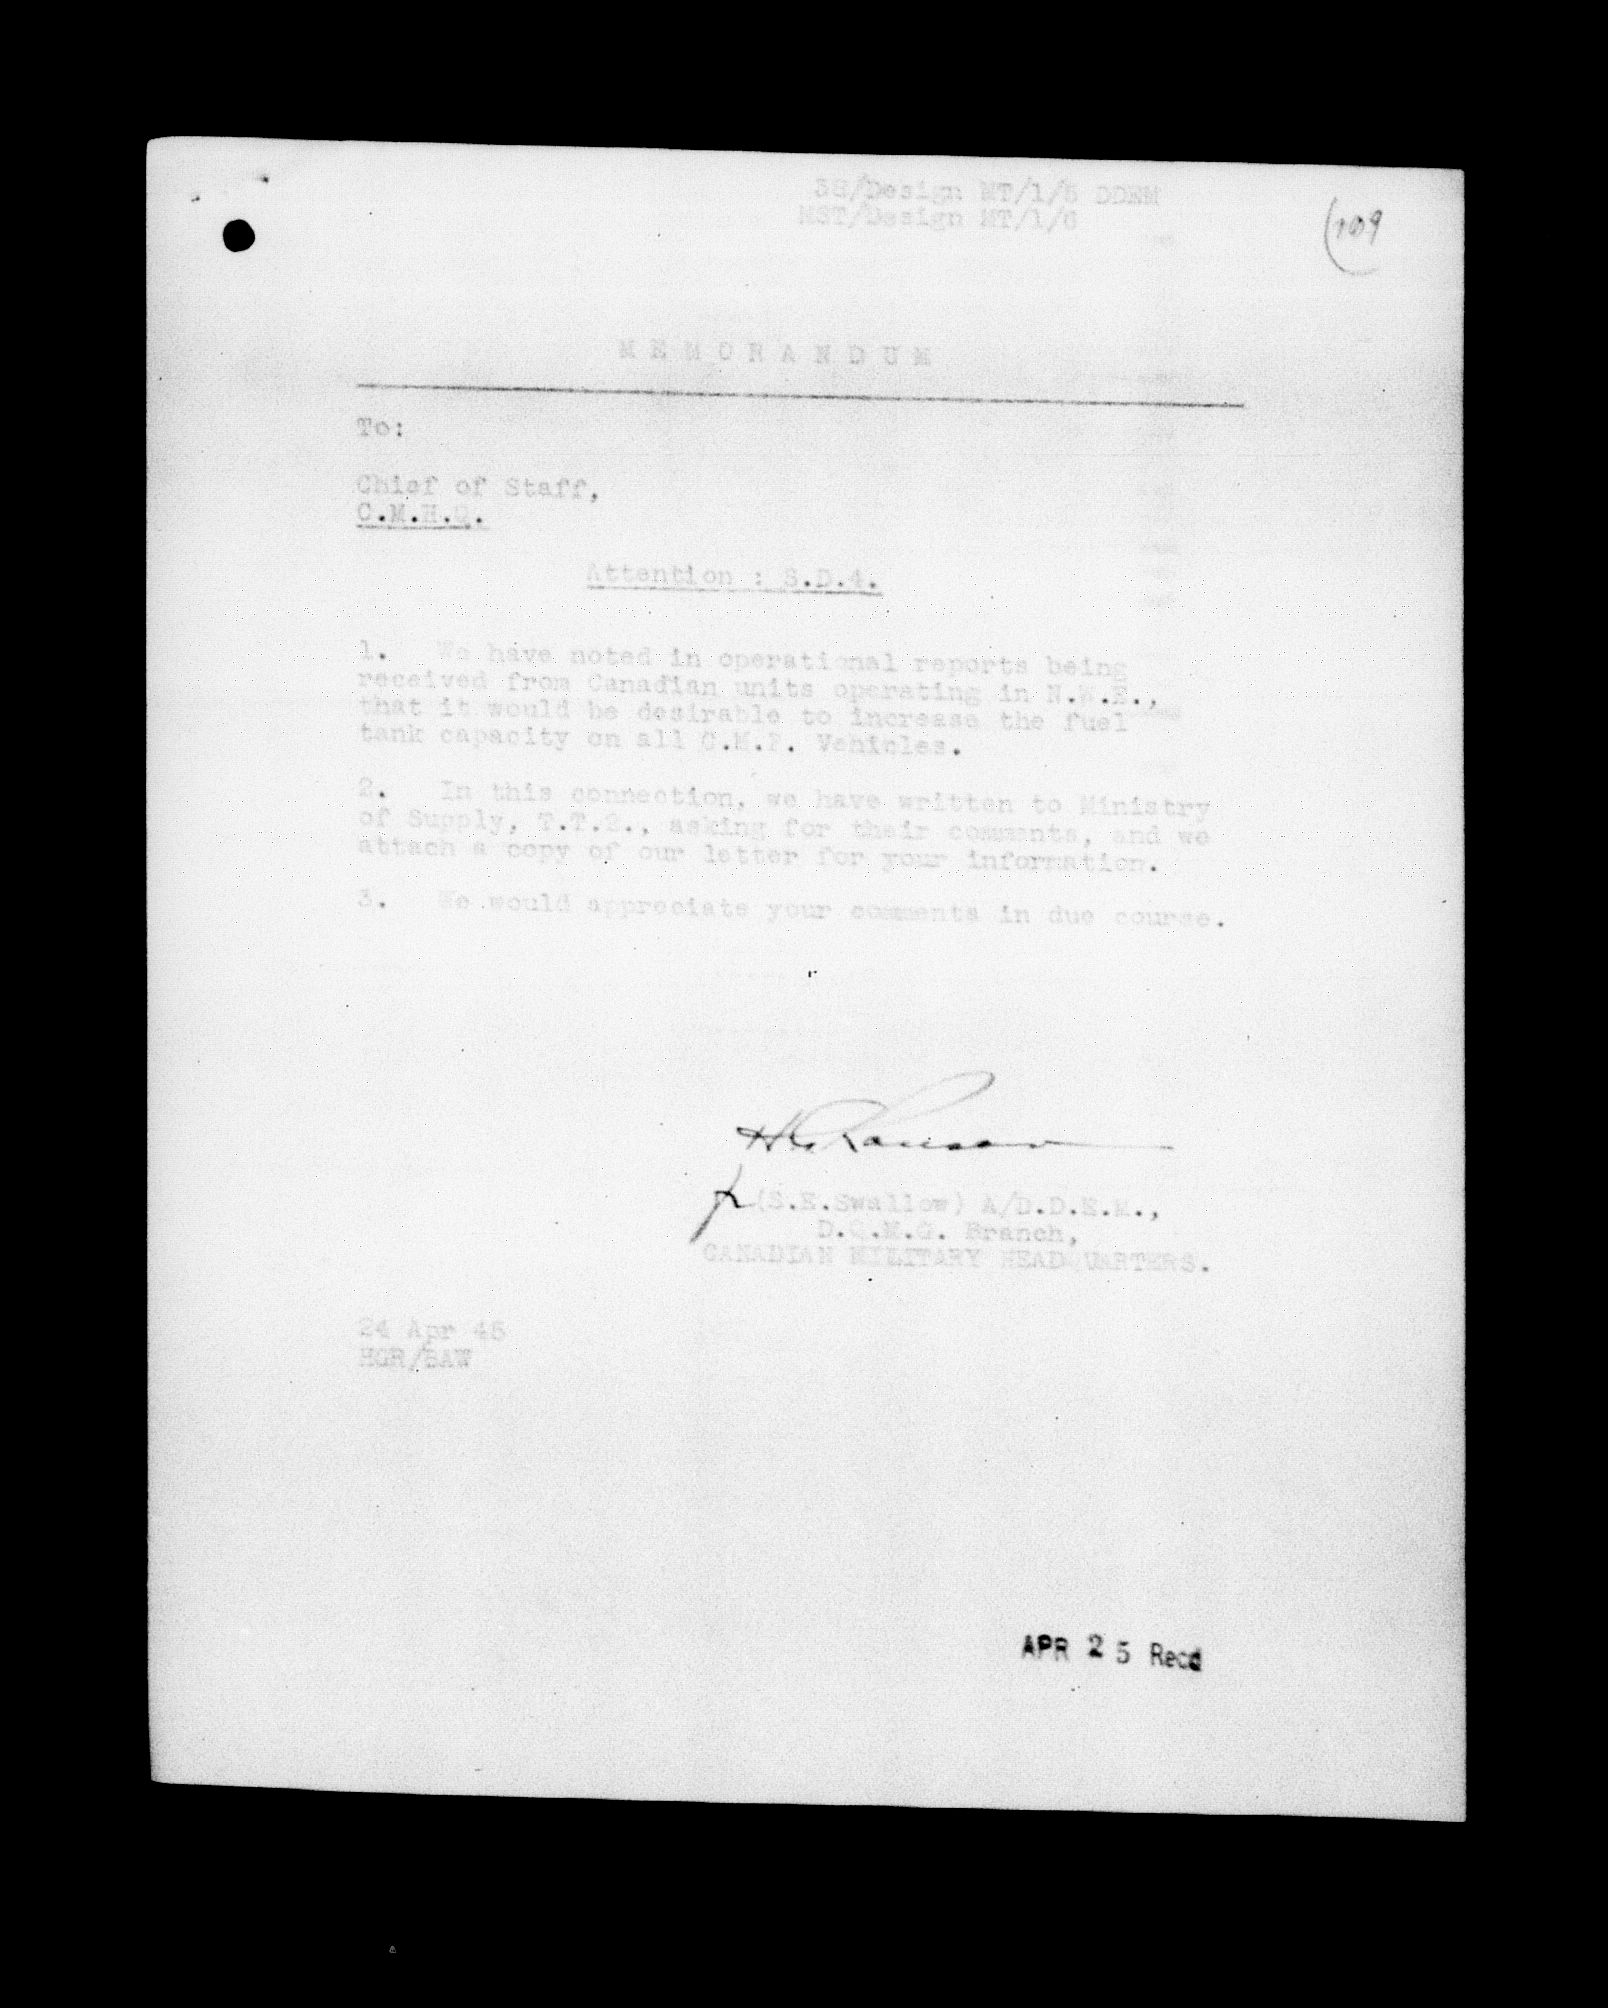 38/Design MT/1/6 DDEM
MST/Design MT/1/6
109
MEMORANDUM
To:
Chief of Staff,
C.M.H.Q.
Attention : S.D.4.
1. We have noted in operational reports being
received from Canadian units operating in N.W.E.,
that it would be desirable to increase the fuel
tank capacity on all C.M.P. Vehicles.
2. In this connection, we have written to Ministry
of Supply, T.T.2., asking for their comments, and we
attach a copy of our letter for your information.
3. We would appreciate your comments in due course.
(S.E.Swallow) A/D.D.E.M.,
D.Q.M.G. Branch,
CANADIAN MILITARY HEADQUARTERS.
24 Apr 45
HGR/BAW
APR 25 Recd